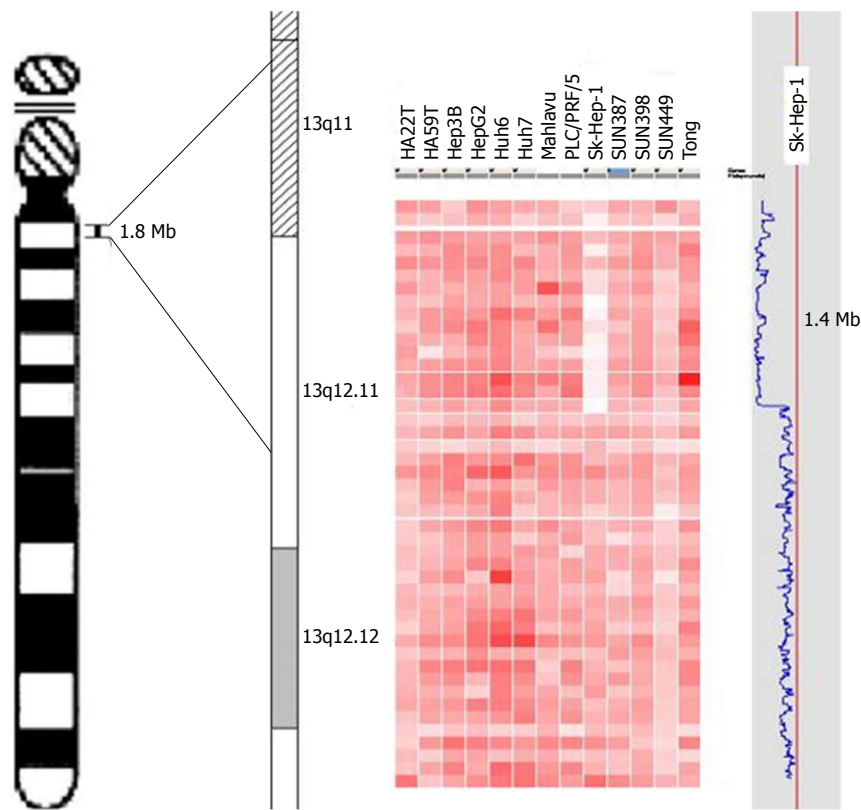 13q11
1.8 Mb
13q12.11
13q12.12
HA22T
HA59T
Hep3B
HepG2
Huh6
Huh7
Mahlavu
PLC/PRF/5
Sk-Hep-1
SUN387
SUN398
SUN449
Tong
Sk-Hep-1
1.4 Mb